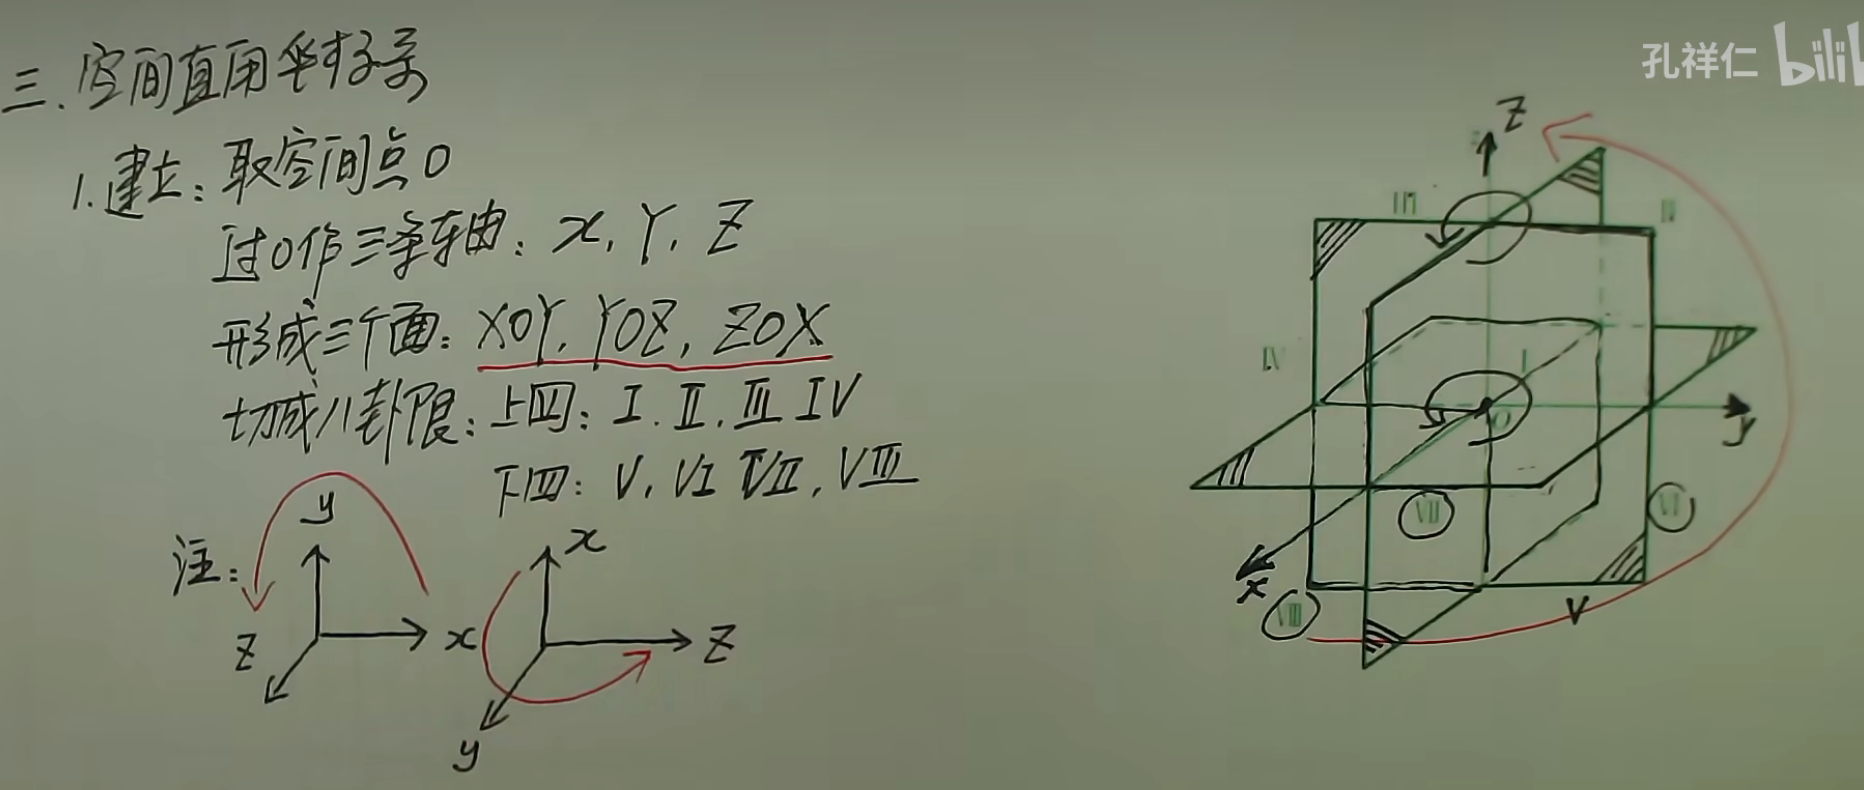 三.空间直角坐标系
1.建立:取空间点O
过O作三条轴:x, Y, Z
形成三个面:XOY, YOZ, ZOX
切成八卦限:上四:I.II.III IV
下四:V, VI VII, VIII
注:
y
z
x
x
z
y
孔祥仁 bilib
Z
III
II
IV
I
O
y
VII
VI
x
VIII
V